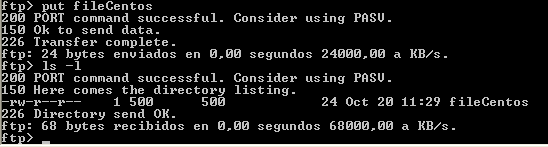 ftp> put fileCentos
200 PORT command successful. Consider using PASV.
150 Ok to send data.
226 Transfer complete.
ftp: 24 bytes enviados en 0,00 segundos 24000,00 a KB/s.
ftp> ls -l
200 PORT command successful. Consider using PASV.
150 Here comes the directory listing.
-rw-r--r--    1 500      500            24 Oct 20 11:29 fileCentos
226 Directory send OK.
ftp: 68 bytes recibidos en 0,00 segundos 68000,00 a KB/s.
ftp> _